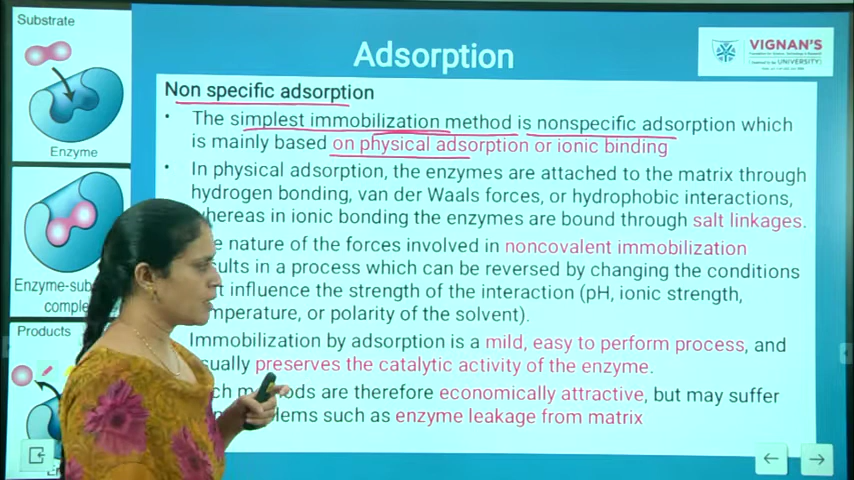 Substrate
Enzyme
Enzyme-sub
comple
Products
Adsorption
VIGNAN'S
UNIVERSITY
Non specific adsorption
• The simplest immobilization method is nonspecific adsorption which
is mainly based on physical adsorption or ionic binding
• In physical adsorption, the enzymes are attached to the matrix through
hydrogen bonding, van der Waals forces, or hydrophobic interactions,
whereas in ionic bonding the enzymes are bound through salt linkages.
e nature of the forces involved in noncovalent immobilization
ults in a process which can be reversed by changing the conditions
t influence the strength of the interaction (pH, ionic strength,
mperature, or polarity of the solvent).
Immobilization by adsorption is a mild, easy to perform process, and
sually preserves the catalytic activity of the enzyme.
ch methods are therefore economically attractive, but may suffer
lems such as enzyme leakage from matrix